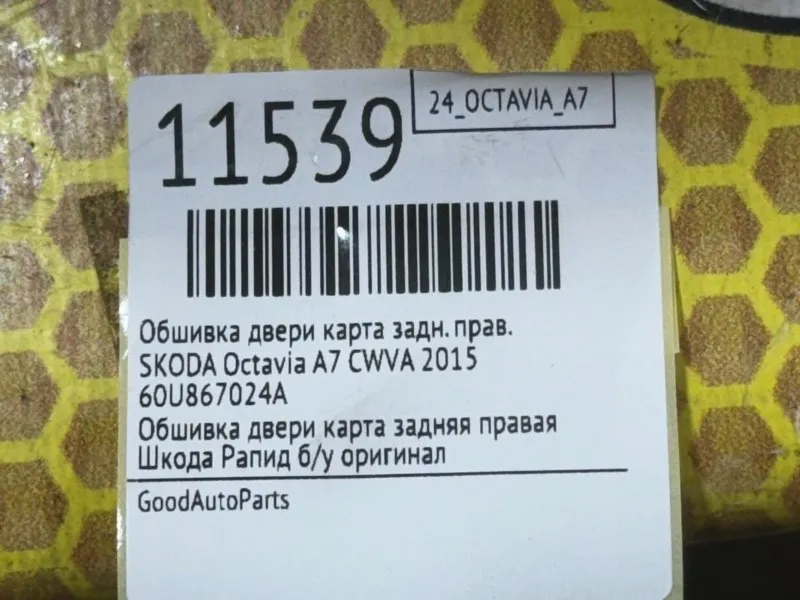 11539
24_OCTAVIA_A7
Обшивка двери карта задн. прав.
SKODA Octavia A7 CWVA 2015
60U867024A
Обшивка двери карта задняя правая
Шкода Рапид б/у оригинал
GoodAutoParts